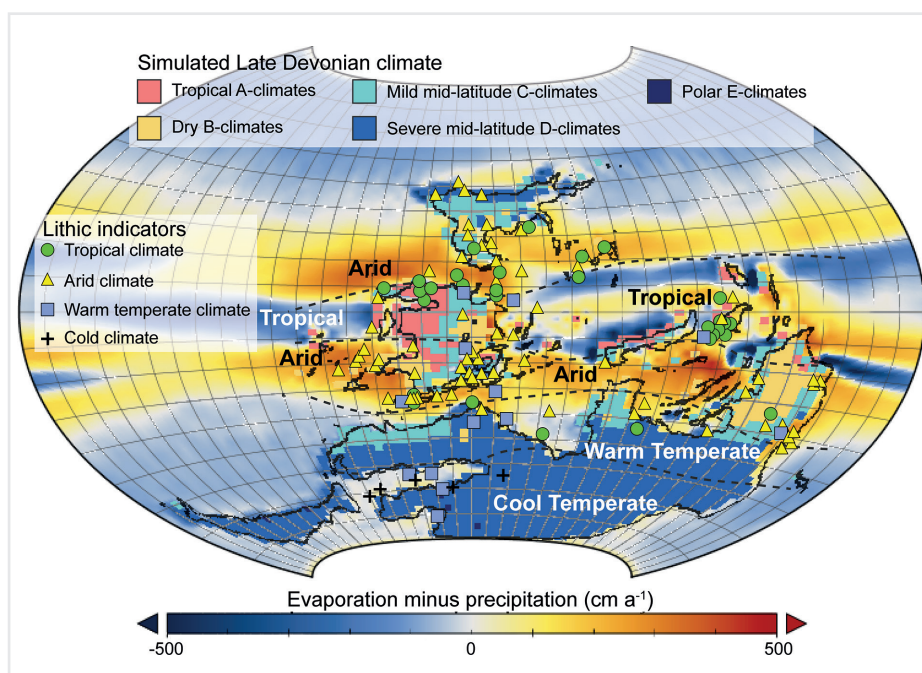 Simulated Late Devonian climate
Tropical A-climates
Mild mid-latitude C-climates
Polar E-climates
Dry B-climates
Severe mid-latitude D-climates
Lithic indicators
Tropical climate
Arid climate
Warm temperate climate
Cold climate
Arid
Tropical
Tropical
Arid
Arid
Warm Temperate
Cool Temperate
Evaporation minus precipitation (cm a⁻¹)
-500
0
500